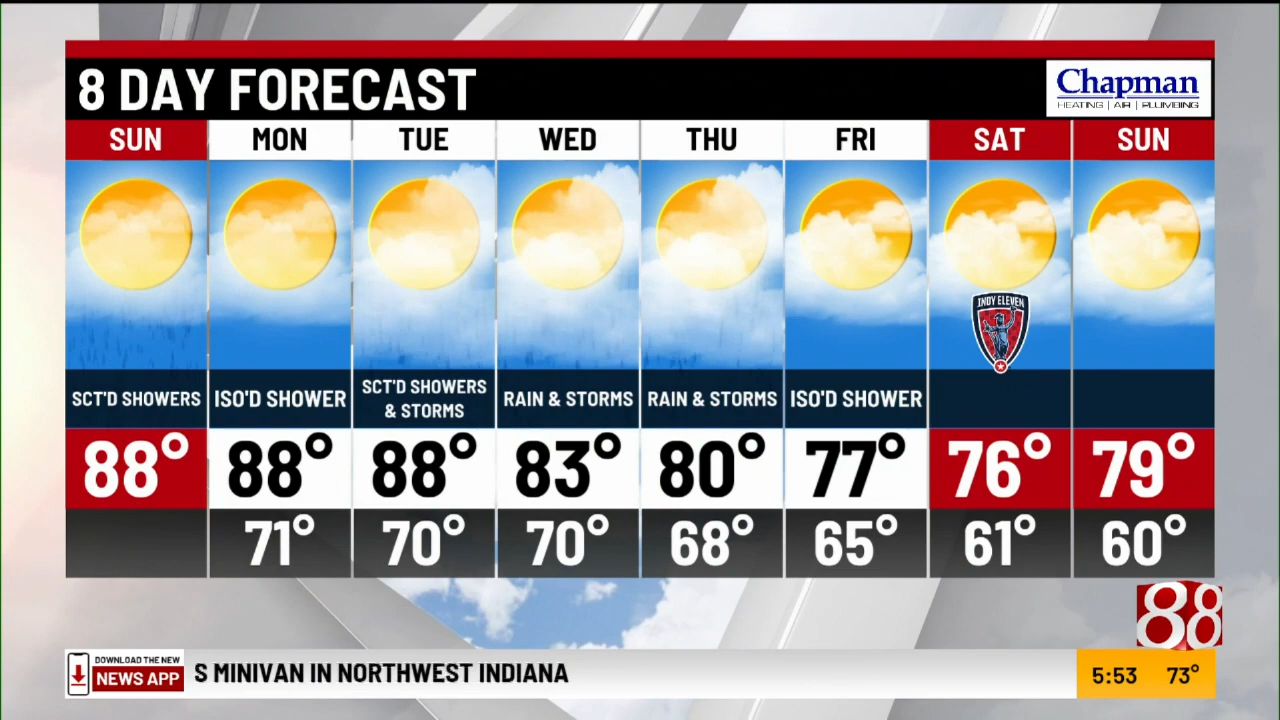 8 DAY FORECAST
Chapman
HEATING | AIR | PLUMBING
SUN MON TUE WED THU FRI SAT SUN
INDY ELEVEN
SCT'D SHOWERS
ISO'D SHOWER
SCT'D SHOWERS
& STORMS
RAIN & STORMS
RAIN & STORMS
ISO'D SHOWER
88° 88° 88° 83° 80° 77° 76° 79°
71° 70° 70° 68° 65° 61° 60°
88
DOWNLOAD THE NEW
NEWS APP
S MINIVAN IN NORTHWEST INDIANA
5:53 73°